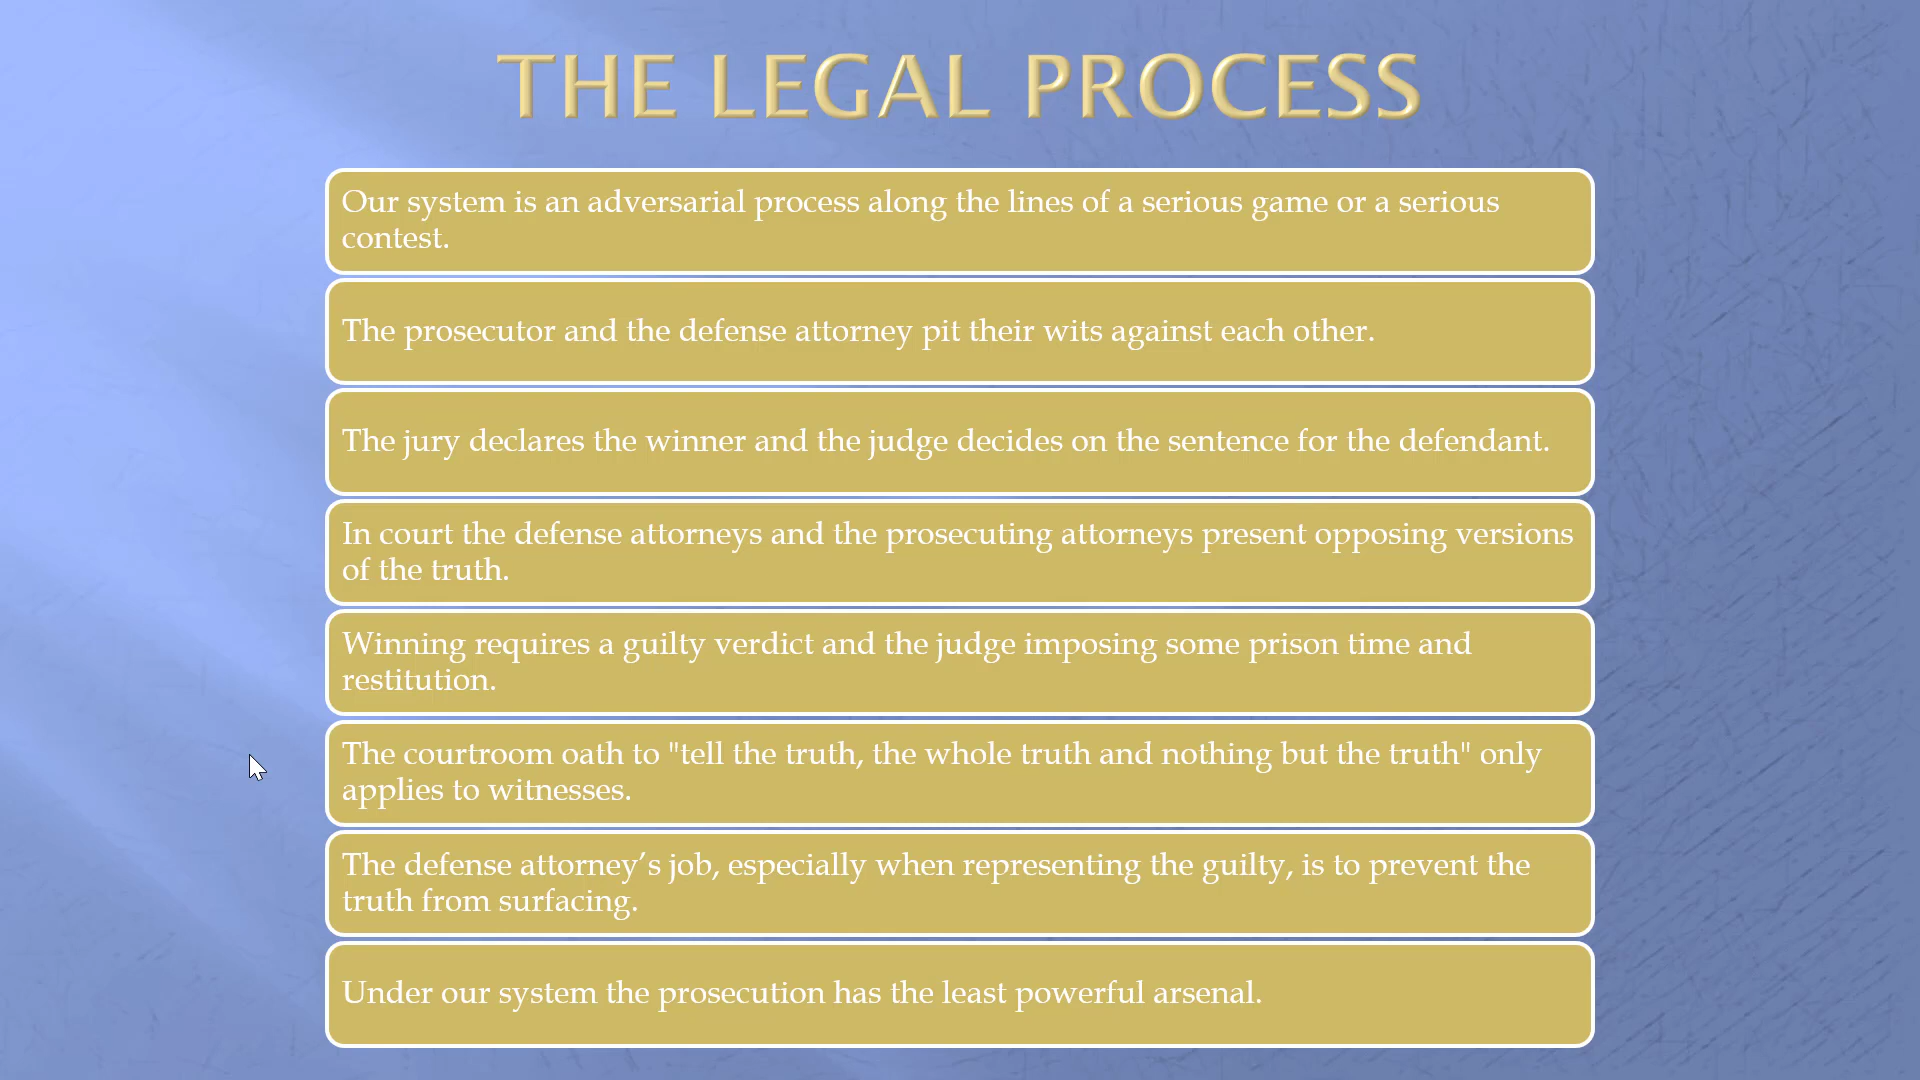 THE LEGAL PROCESS
Our system is an adversarial process along the lines of a serious game or a serious
contest.
The prosecutor and the defense attorney pit their wits against each other.
The jury declares the winner and the judge decides on the sentence for the defendant.
In court the defense attorneys and the prosecuting attorneys present opposing versions
of the truth.
Winning requires a guilty verdict and the judge imposing some prison time and
restitution.
The courtroom oath to "tell the truth, the whole truth and nothing but the truth" only
applies to witnesses.
The defense attorney’s job, especially when representing the guilty, is to prevent the
truth from surfacing.
Under our system the prosecution has the least powerful arsenal.